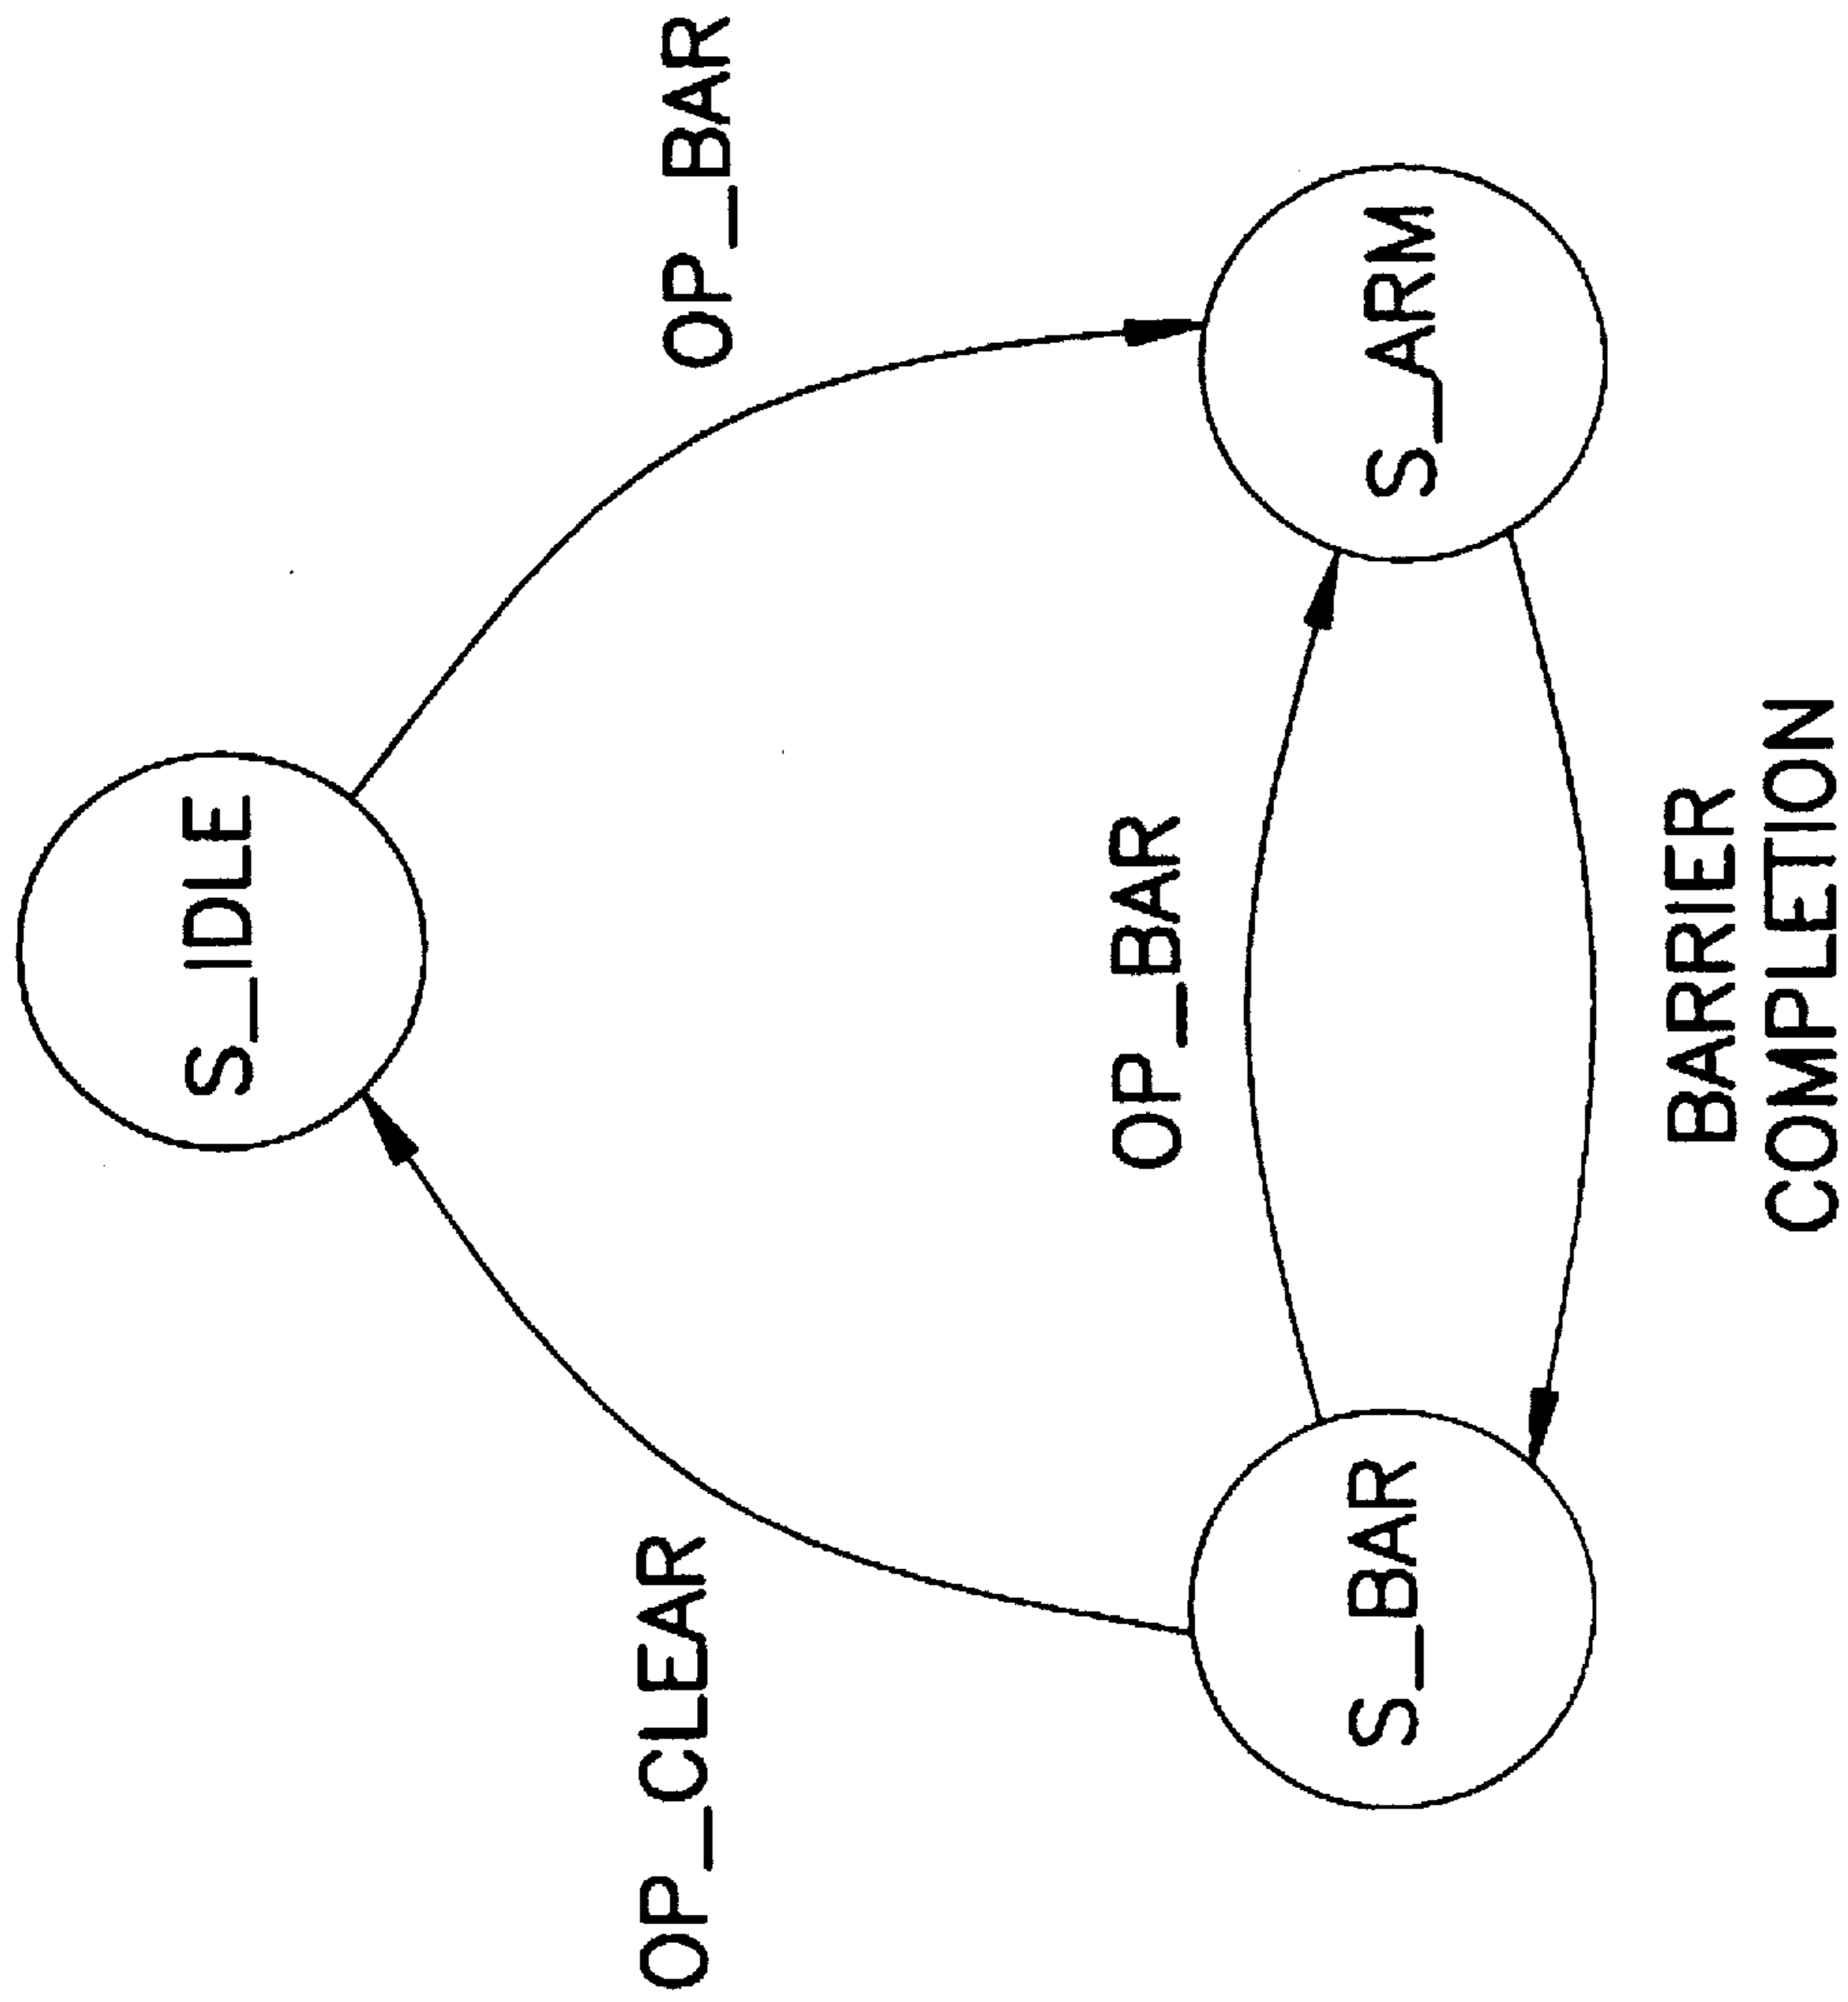 S_IDLE
OP_CLEAR
OP_BAR
OP_BAR
S_BAR
S_ARM
BARRIER
COMPLETION